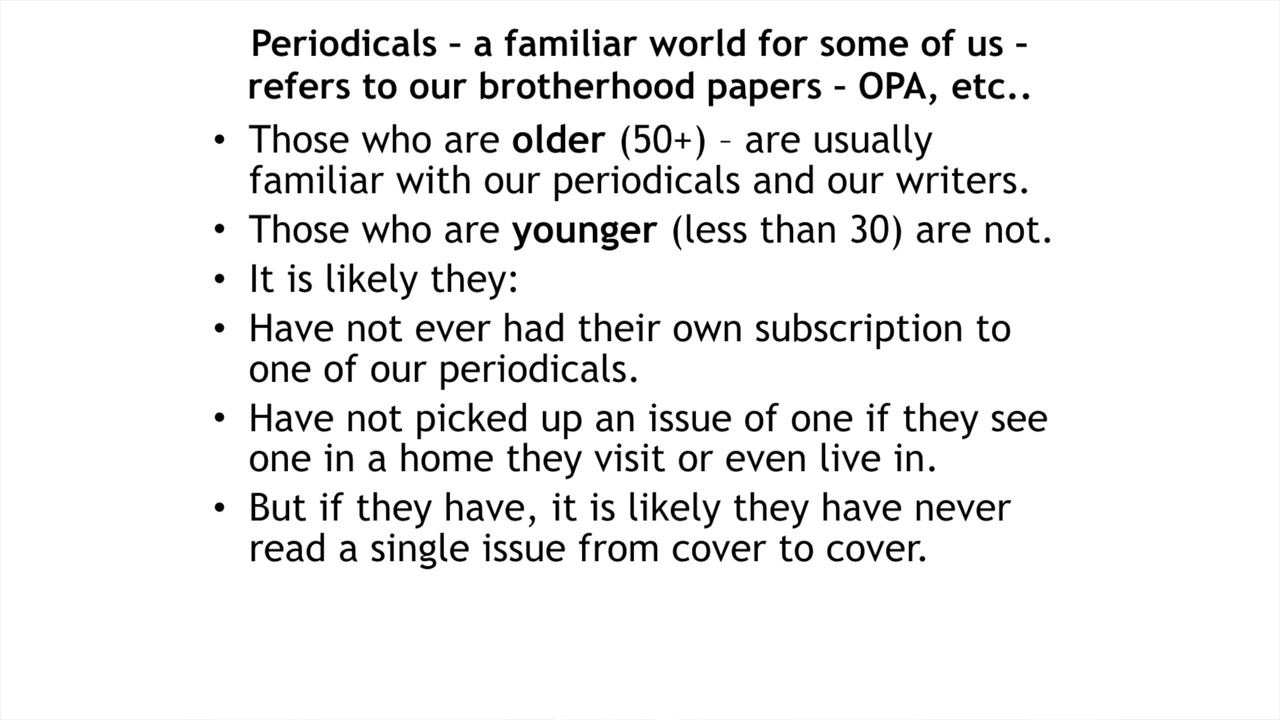 Periodicals – a familiar world for some of us –
refers to our brotherhood papers – OPA, etc..
• Those who are older (50+) – are usually
familiar with our periodicals and our writers.
• Those who are younger (less than 30) are not.
• It is likely they:
• Have not ever had their own subscription to
one of our periodicals.
• Have not picked up an issue of one if they see
one in a home they visit or even live in.
• But if they have, it is likely they have never
read a single issue from cover to cover.